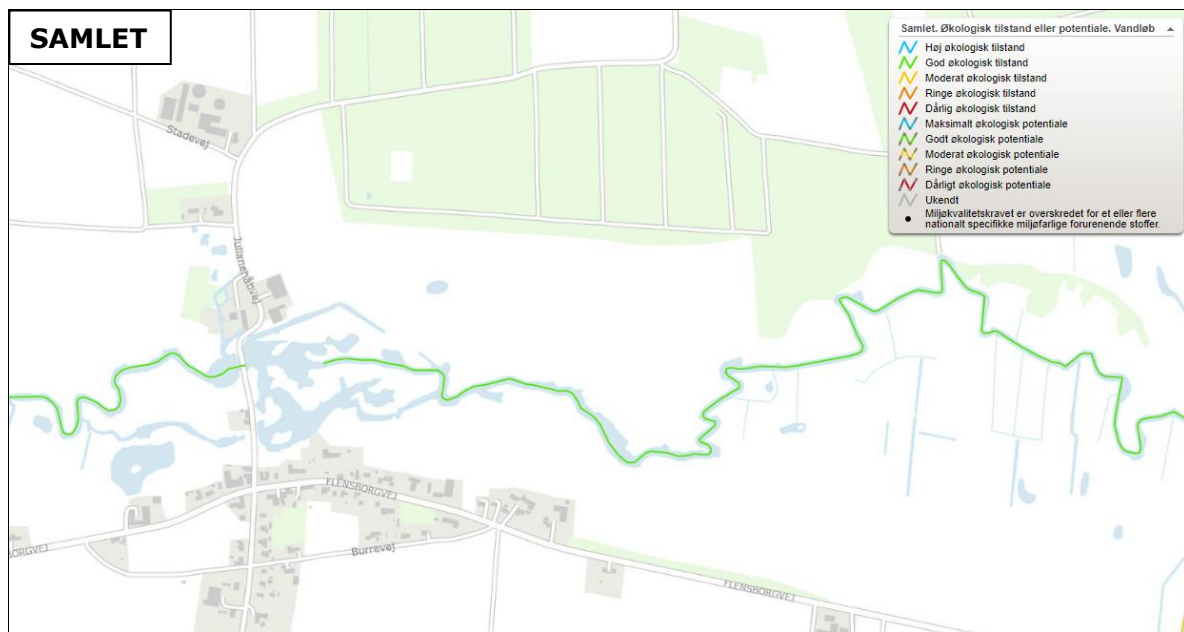 SAMLET
Samlet. Økologisk tilstand eller potentiale. Vandløb
Høj økologisk tilstand
God økologisk tilstand
Moderat økologisk tilstand
Ringe økologisk tilstand
Dårlig økologisk tilstand
Maksimalt økologisk potentiale
Godt økologisk potentiale
Moderat økologisk potentiale
Ringe økologisk potentiale
Dårligt økologisk potentiale
Ukendt
Miljøkvalitetskravet er overskredet for et eller flere
nationalt specifikke miljøfarlige forurenende stoffer.
Stadevej
Julianehåbvej
FLENSBORGVEJ
BORGVEJ
Burrevej
FLENSBORGVEJ